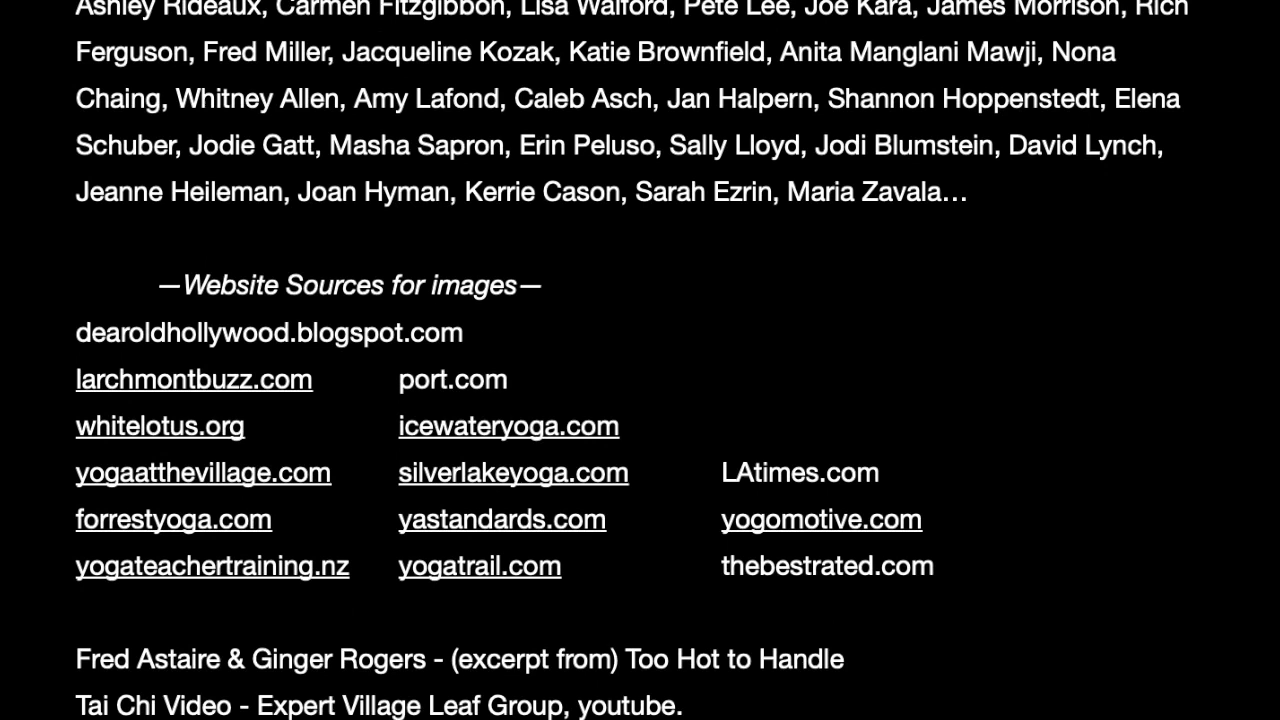 Ashley Rideaux, Carmen Fitzgibbon, Lisa Walford, Pete Lee, Joe Kara, James Morrison, Rich
Ferguson, Fred Miller, Jacqueline Kozak, Katie Brownfield, Anita Manglani Mawji, Nona
Chaing, Whitney Allen, Amy Lafond, Caleb Asch, Jan Halpern, Shannon Hoppenstedt, Elena
Schuber, Jodie Gatt, Masha Sapron, Erin Peluso, Sally Lloyd, Jodi Blumstein, David Lynch,
Jeanne Heileman, Joan Hyman, Kerrie Cason, Sarah Ezrin, Maria Zavala…
—Website Sources for images—
dearoldhollywood.blogspot.com
larchmontbuzz.com port.com
whitelotus.org icewateryoga.com
yogaatthevillage.com silverlakeyoga.com LAtimes.com
forrestyoga.com yastandards.com yogomotive.com
yogateachertraining.nz yogatrail.com thebestrated.com
Fred Astaire & Ginger Rogers - (excerpt from) Too Hot to Handle
Tai Chi Video - Expert Village Leaf Group, youtube.